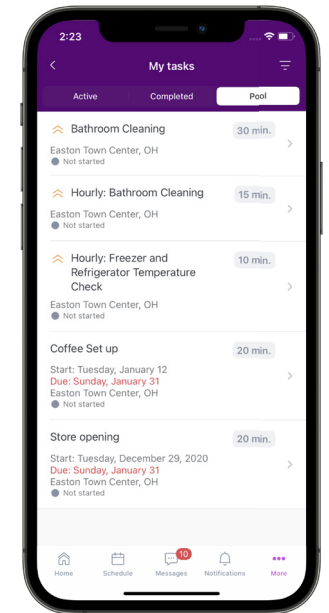 2:23
My tasks
Active Completed Pool
Bathroom Cleaning 30 min.
Easton Town Center, OH
Not started
Hourly: Bathroom Cleaning 15 min.
Easton Town Center, OH
Not started
Hourly: Freezer and 10 min.
Refrigerator Temperature
Check
Easton Town Center, OH
Not started
Coffee Set up 20 min.
Start: Tuesday, January 12
Due: Sunday, January 31
Easton Town Center, OH
Not started
Store opening 20 min.
Start: Tuesday, December 29, 2020
Due: Sunday, January 31
Easton Town Center, OH
Not started
10
Home Schedule Messages Notifications More